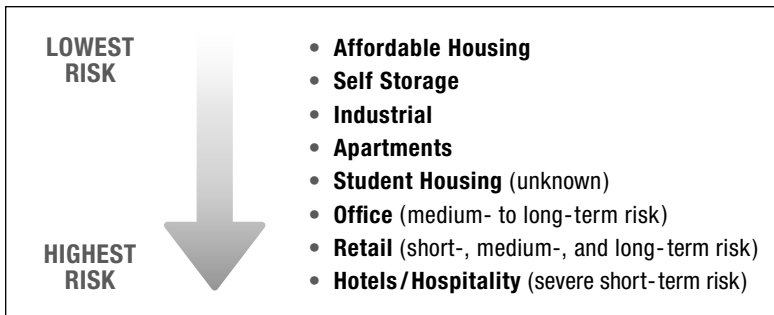 LOWEST
RISK
• Affordable Housing
• Self Storage
• Industrial
• Apartments
• Student Housing (unknown)
• Office (medium- to long-term risk)
• Retail (short-, medium-, and long-term risk)
HIGHEST
RISK
• Hotels/Hospitality (severe short-term risk)